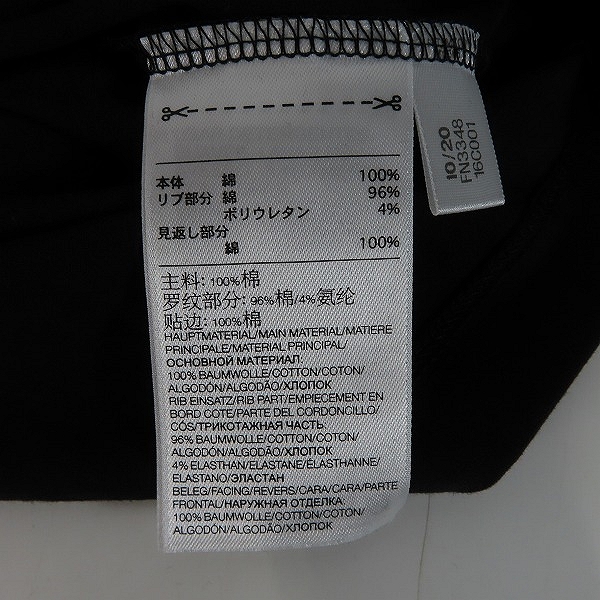 本体 綿 100%
リブ部分 綿 96%
ポリウレタン 4%
見返し部分
綿 100%
主料: 100%棉
罗纹部分: 96%棉/4%氨纶
贴边: 100%棉
HAUPTMATERIAL/MAIN MATERIAL/MATIERE
PRINCIPALE/MATERIAL PRINCIPAL/
ОСНОВНОЙ МАТЕРИАЛ
100% BAUMWOLLE/COTTON/COTON/
ALGODÓN/ALGODÃO/ХЛОПОК
RIB EINSATZ/RIB PART/EMPIECEMENT EN
BORD COTE/PARTE DEL CORDONCILLO/
CÓS/ТРИКОТАЖНАЯ ЧАСТЬ
96% BAUMWOLLE/COTTON/COTON/
ALGODÓN/ALGODÃO/ХЛОПОК
4% ELASTHAN/ELASTANE/ÉLASTHANNE/
ELASTANO/ЭЛАСТАН
BELEG/FACING/REVERS/CARA/CARA/PARTE
FRONTAL/НАРУЖНАЯ ОТДЕЛКА
100% BAUMWOLLE/COTTON/COTON/
ALGODÓN/ALGODÃO/ХЛОПОК
10/20
FN3348
16C001